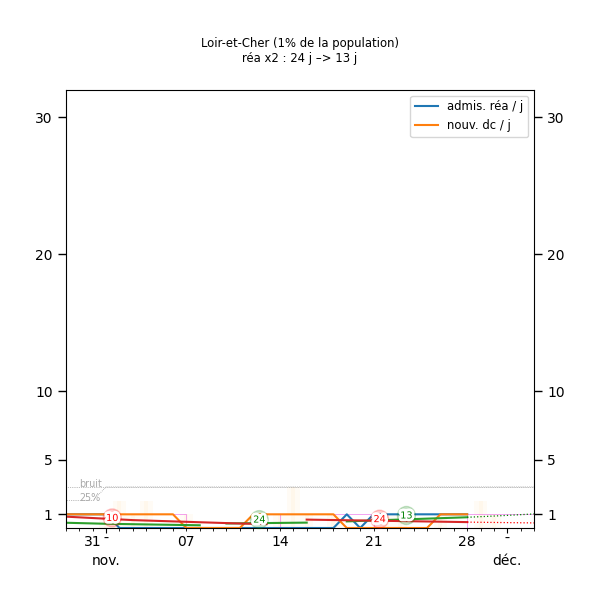 Loir-et-Cher (1% de la population)
réa x2 : 24 j –> 13 j
admis. réa / j
nouv. dc / j
30 30
20 20
10 10
5 5
bruit
25%
1 -10 24 -24 13 1
31 - 07 14 21 28 -
nov. déc.